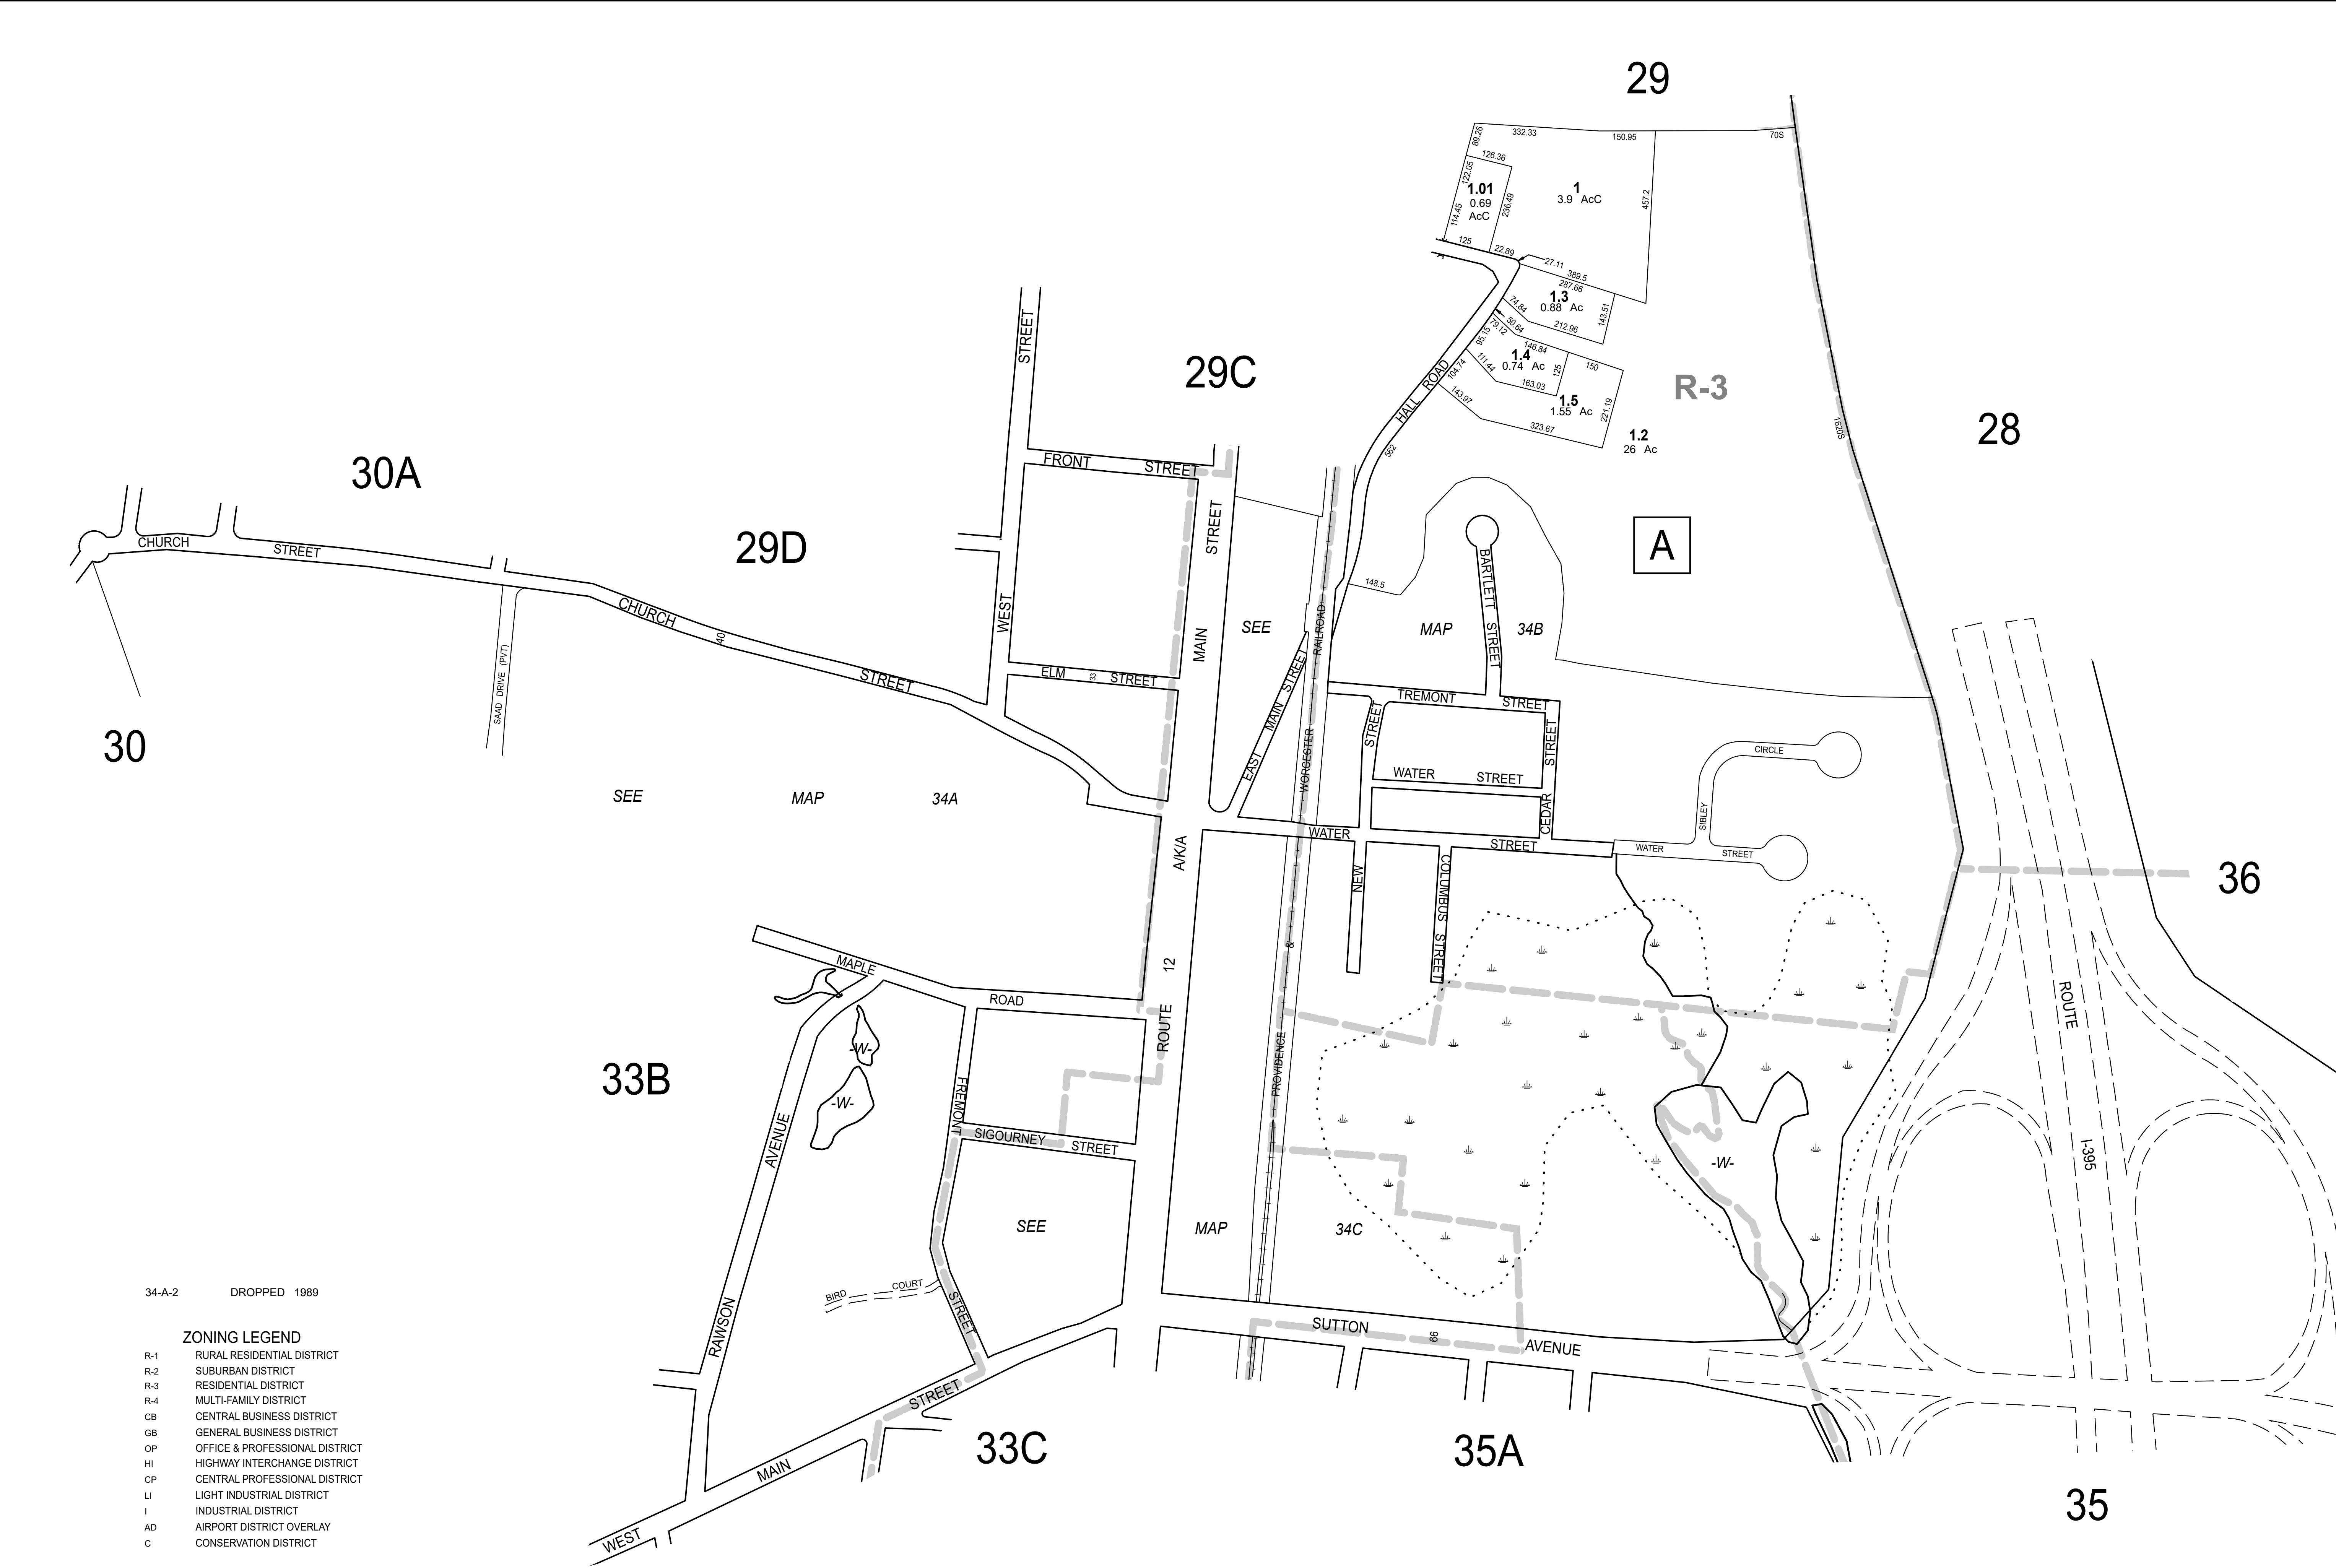 29
332.33
150.95
70S
89.26
126.36
122.05
1.01
0.69
AcC
1
3.9 AcC
457.2
236.49
114.45
125
22.89
27.11
389.5
287.66
1.3
0.88 Ac
74.84
143.51
212.96
50.64
79.12
95.15
146.84
1.4
0.74 Ac
125
150
111.44
104.74
163.03
1.5
1.55 Ac
221.19
143.97
323.67
R-3
1.2
26 Ac
1620S
28
HALL ROAD
562
29C
STREET
FRONT STREET
30A
29D
CHURCH STREET
A
STREET
BARTLETT STREET
148.5
CHURCH
40
STREET
WEST
MAIN
SEE
MAP
34B
RAILROAD
SAAD DRIVE (PVT)
ELM 33 STREET
EAST MAIN STREET
TREMONT STREET
30
STREET
STREET
CIRCLE
WORCESTER
WATER STREET
SEE MAP 34A
CEDAR
SIBLEY
A/K/A
WATER
STREET
WATER STREET
NEW
COLUMBUS STREET
36
MAPLE
ROAD
12
&
ROUTE
ROUTE
33B
-W-
-W-
PROVIDENCE
FREMONT
SIGOURNEY STREET
AVENUE
-W-
I-395
SEE
MAP
34C
BIRD COURT
STREET
RAWSON
SUTTON
66
AVENUE
34-A-2 DROPPED 1989
ZONING LEGEND
R-1 RURAL RESIDENTIAL DISTRICT
R-2 SUBURBAN DISTRICT
R-3 RESIDENTIAL DISTRICT
R-4 MULTI-FAMILY DISTRICT
CB CENTRAL BUSINESS DISTRICT
GB GENERAL BUSINESS DISTRICT
OP OFFICE & PROFESSIONAL DISTRICT
HI HIGHWAY INTERCHANGE DISTRICT
CP CENTRAL PROFESSIONAL DISTRICT
LI LIGHT INDUSTRIAL DISTRICT
I INDUSTRIAL DISTRICT
AD AIRPORT DISTRICT OVERLAY
C CONSERVATION DISTRICT
STREET
33C
35A
MAIN
35
WEST